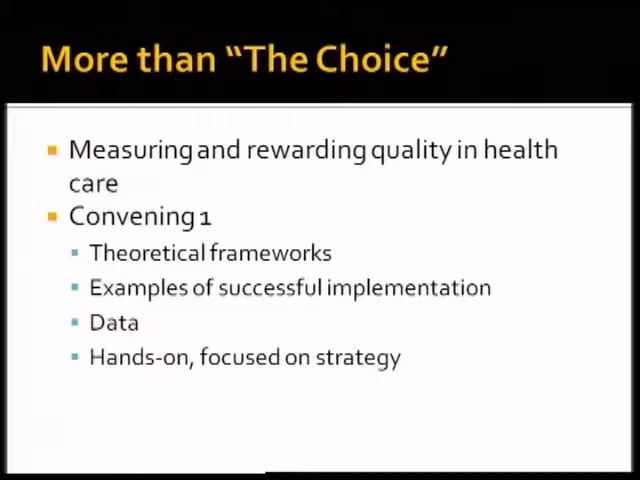 More than “The Choice”
Measuring and rewarding quality in health
care
Convening 1
Theoretical frameworks
Examples of successful implementation
Data
Hands-on, focused on strategy